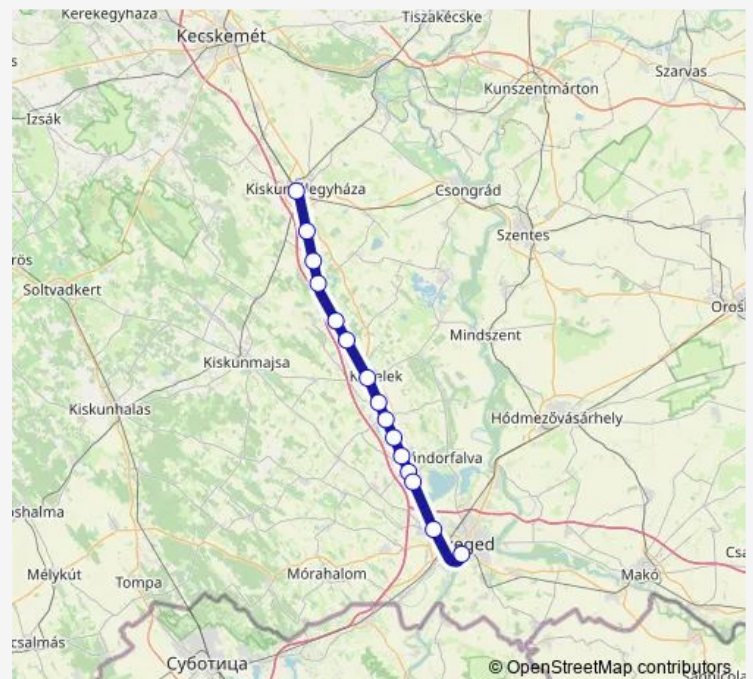 Kerekegyháza
Tiszakécske
Kecskemét
Szarvas
Kunszentmárton
Izsák
Csongrád
Szentes
Soltvadkert
Mindszent
Kiskunmajsa
Kiskunhalas
Hódmezővásárhely
Mélykút
Tompa
Mórahalom
Makó
Суботица
© OpenStreetMap contributors